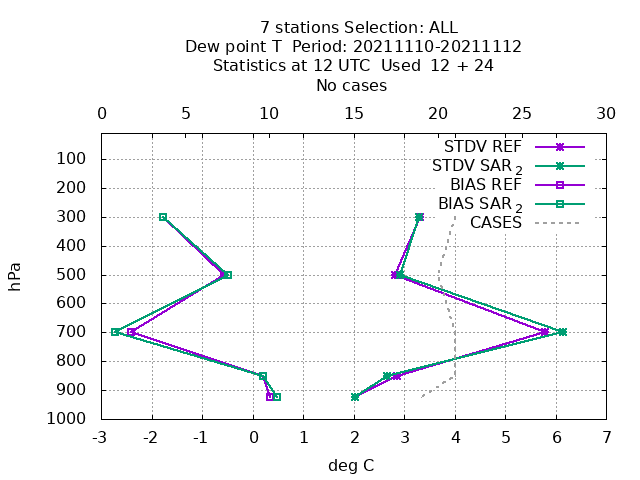 7 stations Selection: ALL
Dew point T  Period: 20211110-20211112
Statistics at 12 UTC  Used  12 + 24
No cases
0 5 10 15 20 25 30
STDV REF
STDV SAR 2
BIAS REF
BIAS SAR 2
CASES
100
200
300
400
500
600
700
800
900
1000
hPa
-3 -2 -1 0 1 2 3 4 5 6 7
deg C